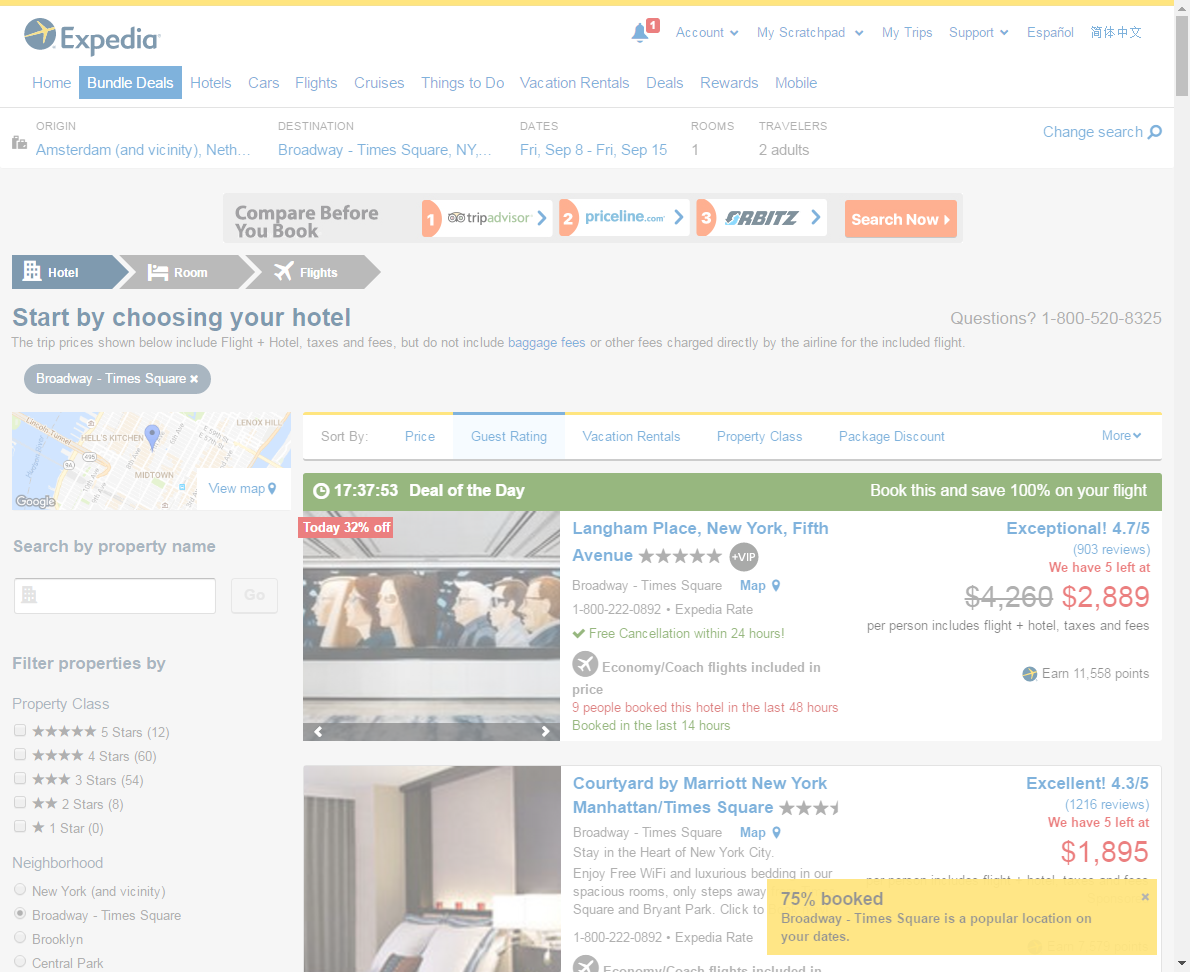 Expedia
1
Account
My Scratchpad
My Trips
Support
Español
简体中文
Home
Bundle Deals
Hotels
Cars
Flights
Cruises
Things to Do
Vacation Rentals
Deals
Rewards
Mobile
ORIGIN
Amsterdam (and vicinity), Neth...
DESTINATION
Broadway - Times Square, NY,...
DATES
Fri, Sep 8 - Fri, Sep 15
ROOMS
1
TRAVELERS
2 adults
Change search
Compare Before
You Book
1 tripadvisor
2 priceline.com
3 ORBITZ
Search Now
Hotel
Room
Flights
Start by choosing your hotel
Questions? 1-800-520-8325
The trip prices shown below include Flight + Hotel, taxes and fees, but do not include baggage fees or other fees charged directly by the airline for the included flight.
Broadway - Times Square ×
Lincoln Tunnel
LENOX HILL
HELL'S KITCHEN
5th Ave
E 59th St
E 57th St
Hudson River
9A
495
MIDTOWN
Google
View map
Sort By:
Price
Guest Rating
Vacation Rentals
Property Class
Package Discount
More
17:37:53 Deal of the Day
Book this and save 100% on your flight
Today 32% off
Langham Place, New York, Fifth
Avenue
+VIP
Broadway - Times Square Map
1-800-222-0892 • Expedia Rate
Free Cancellation within 24 hours!
Economy/Coach flights included in
price
9 people booked this hotel in the last 48 hours
Booked in the last 14 hours
Exceptional! 4.7/5
(903 reviews)
We have 5 left at
$4,260 $2,889
per person includes flight + hotel, taxes and fees
Earn 11,558 points
Search by property name
Go
Filter properties by
Property Class
5 Stars (12)
4 Stars (60)
3 Stars (54)
2 Stars (8)
1 Star (0)
Neighborhood
New York (and vicinity)
Broadway - Times Square
Brooklyn
Central Park
Courtyard by Marriott New York
Manhattan/Times Square
Broadway - Times Square Map
Stay in the Heart of New York City.
Enjoy Free WiFi and luxurious bedding in our
spacious rooms, only steps away
Square and Bryant Park. Click to
1-800-222-0892 • Expedia Rate
Economy/Coach flights included in
Excellent! 4.3/5
(1216 reviews)
We have 5 left at
$1,895
per person includes flight + hotel, taxes and fees
75% booked
Broadway - Times Square is a popular location on
your dates.